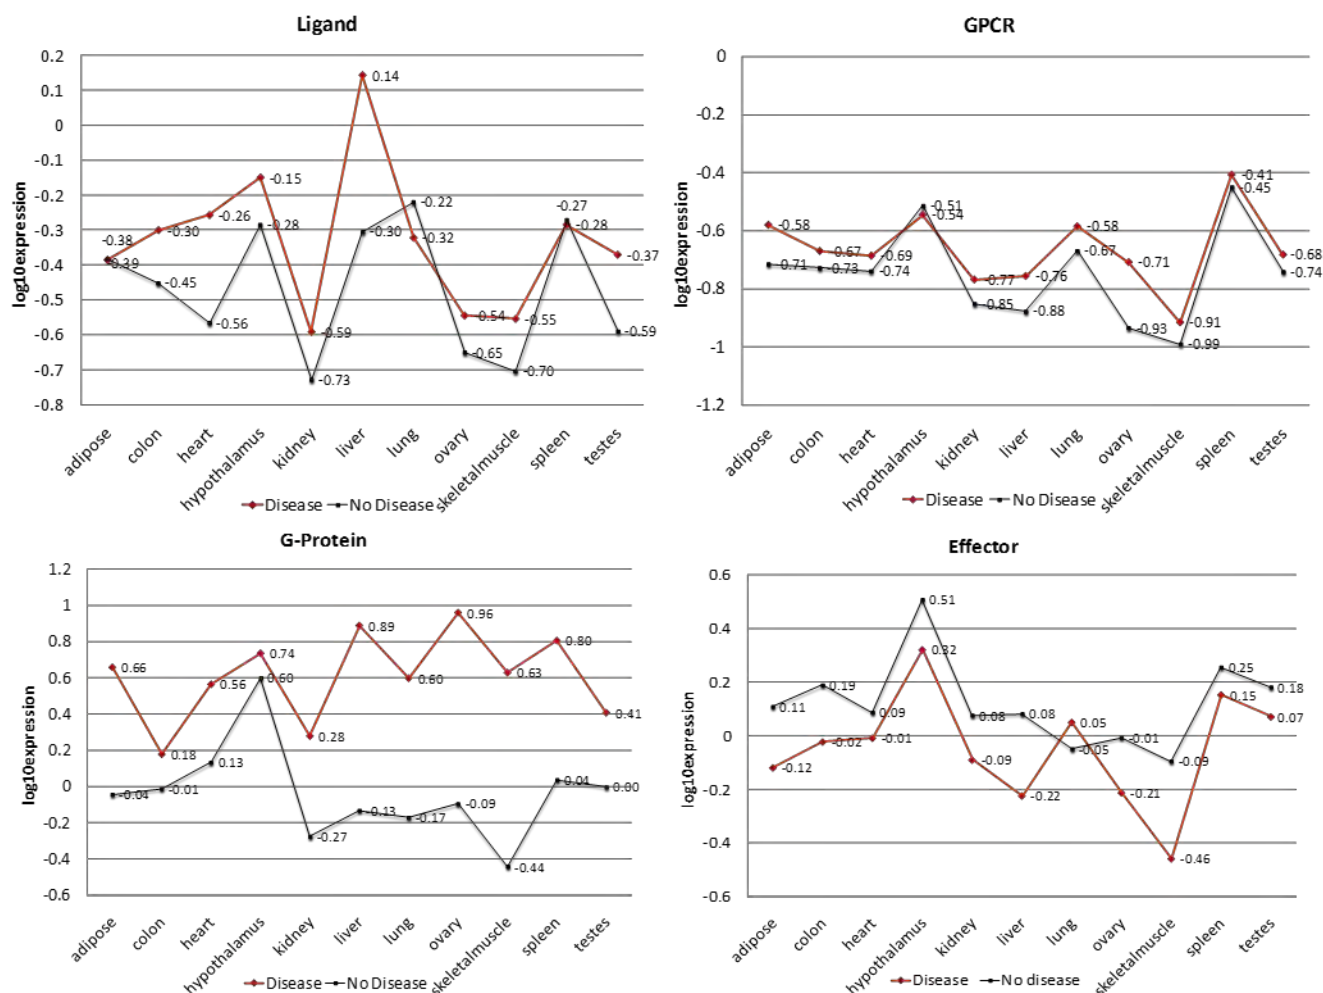 Ligand
log10expression
0.2
0.1
0
-0.1
-0.2
-0.3
-0.4
-0.5
-0.6
-0.7
-0.8
-0.38
-0.39
-0.30
-0.45
-0.26
-0.56
-0.15
-0.28
-0.59
-0.73
0.14
-0.30
-0.22
-0.32
-0.54
-0.65
-0.55
-0.70
-0.27
-0.28
-0.37
-0.59
adipose
colon
heart
hypothalamus
kidney
liver
lung
ovary
skeletalmuscle
spleen
testes
Disease No Disease
GPCR
log10expression
0
-0.2
-0.4
-0.6
-0.8
-1
-1.2
-0.58
-0.71
-0.67
-0.73
-0.69
-0.74
-0.51
-0.54
-0.77
-0.85
-0.76
-0.88
-0.58
-0.67
-0.71
-0.93
-0.91
-0.99
-0.41
-0.45
-0.68
-0.74
adipose
colon
heart
hypothalamus
kidney
liver
lung
ovary
skeletalmuscle
spleen
testes
Disease No Disease
G-Protein
log10expression
1.2
1
0.8
0.6
0.4
0.2
0
-0.2
-0.4
-0.6
0.66
-0.04
0.18
-0.01
0.56
0.13
0.74
0.60
0.28
-0.27
0.89
-0.13
0.60
-0.17
0.96
-0.09
0.63
-0.44
0.80
0.04
0.41
0.00
adipose
colon
heart
hypothalamus
kidney
liver
lung
ovary
skeletalmuscle
spleen
testes
Disease No Disease
Effector
log10expression
0.6
0.4
0.2
0
-0.2
-0.4
-0.6
0.11
-0.12
0.19
-0.02
0.09
-0.01
0.51
0.32
0.08
-0.09
0.08
-0.22
0.05
-0.05
-0.01
-0.21
-0.09
-0.46
0.25
0.15
0.18
0.07
adipose
colon
heart
hypothalamus
kidney
liver
lung
ovary
skeletalmuscle
spleen
testes
Disease No disease